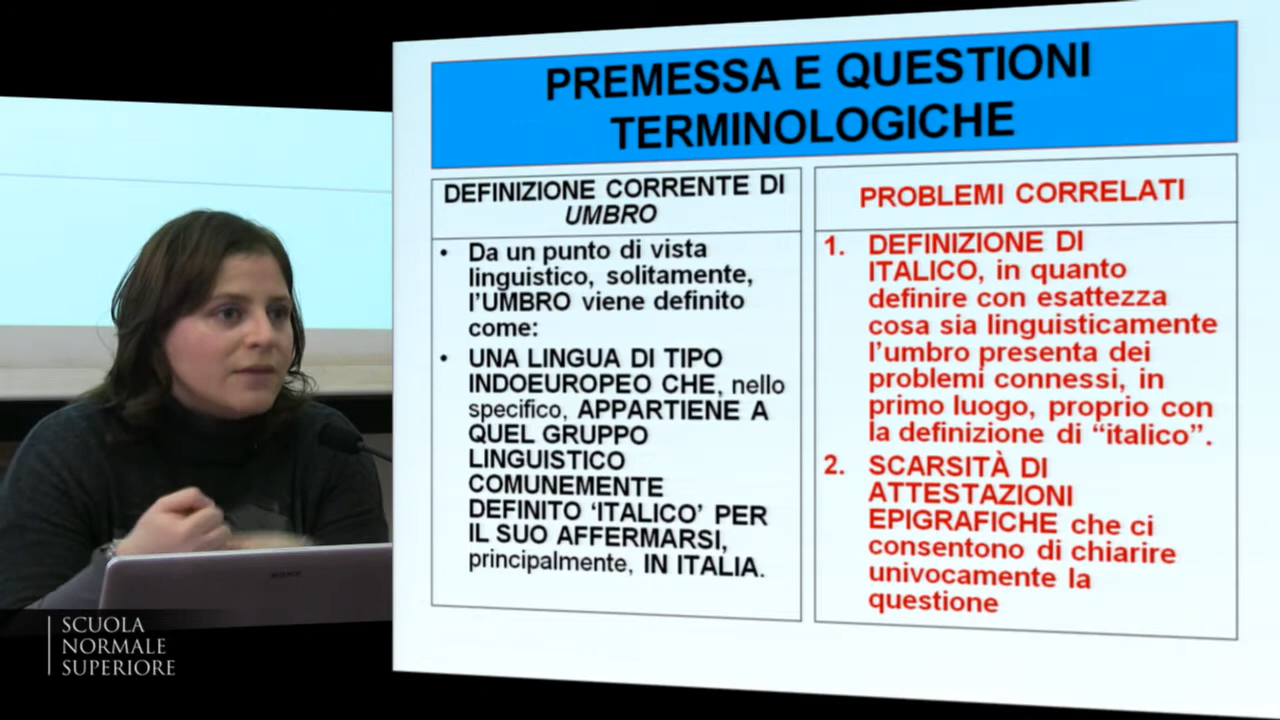 PREMESSA E QUESTIONI
TERMINOLOGICHE
DEFINIZIONE CORRENTE DI
UMBRO
• Da un punto di vista
linguistico, solitamente,
l'UMBRO viene definito
come:
• UNA LINGUA DI TIPO
INDOEUROPEO CHE, nello
specifico, APPARTIENE A
QUEL GRUPPO
LINGUISTICO
COMUNEMENTE
DEFINITO ‘ITALICO’ PER
IL SUO AFFERMARSI,
principalmente, IN ITALIA.
PROBLEMI CORRELATI
1. DEFINIZIONE DI
ITALICO, in quanto
definire con esattezza
cosa sia linguisticamente
l'umbro presenta dei
problemi connessi, in
primo luogo, proprio con
la definizione di “italico”.
2. SCARSITÀ DI
ATTESTAZIONI
EPIGRAFICHE che ci
consentono di chiarire
univocamente la
questione
SONY
SCUOLA
NORMALE
SUPERIORE